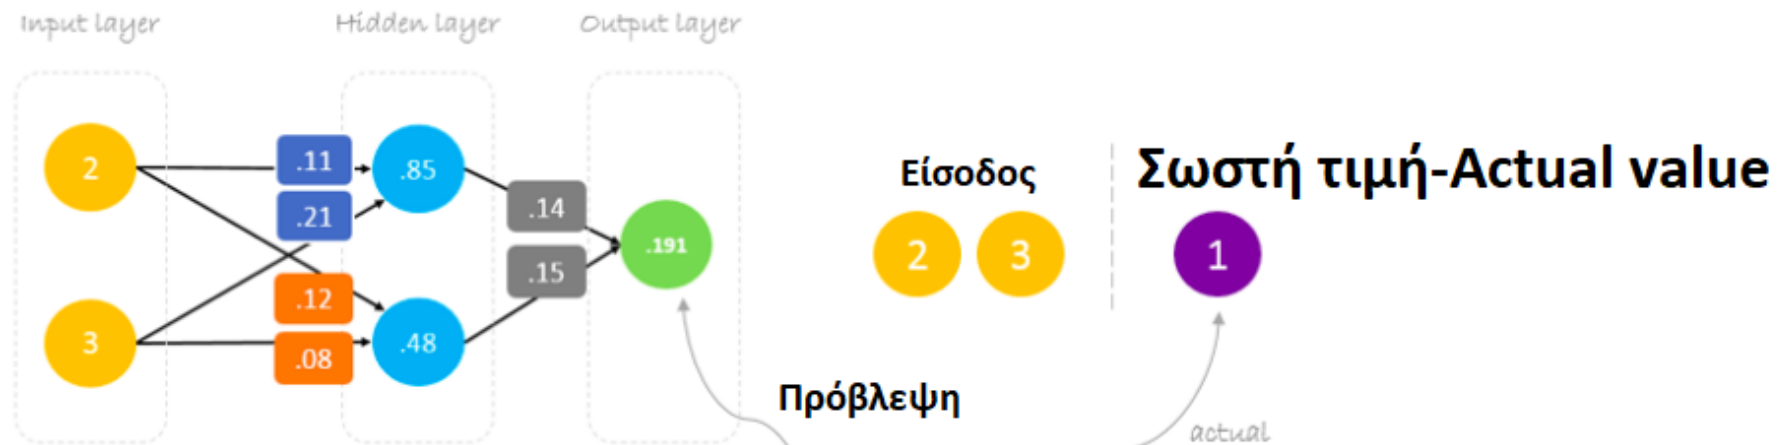 Input layer
Hidden layer
Output layer
2
3
.11
.21
.12
.08
.85
.48
.14
.15
.191
Πρόβλεψη
Είσοδος
2 3
Σωστή τιμή-Actual value
1
actual